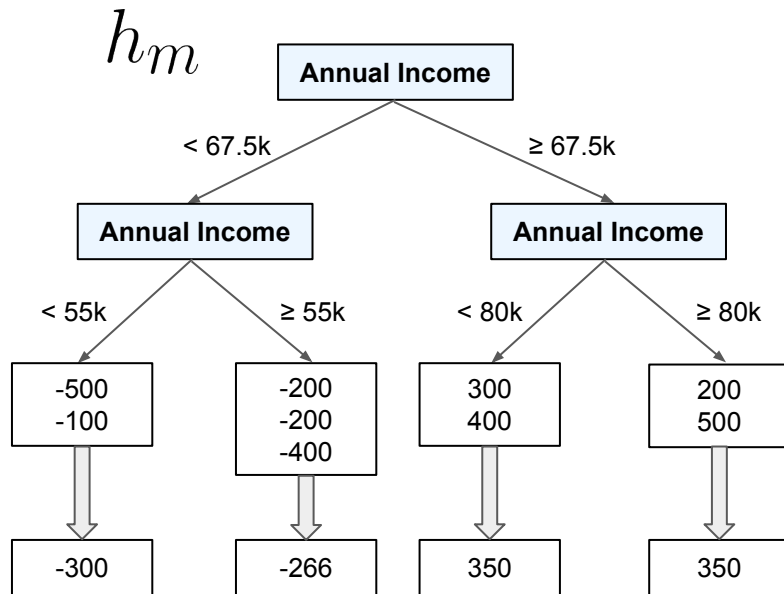 h_m
Annual Income
< 67.5k
≥ 67.5k
Annual Income
Annual Income
< 55k
≥ 55k
< 80k
≥ 80k
-500
-100
-200
-200
-400
300
400
200
500
-300
-266
350
350